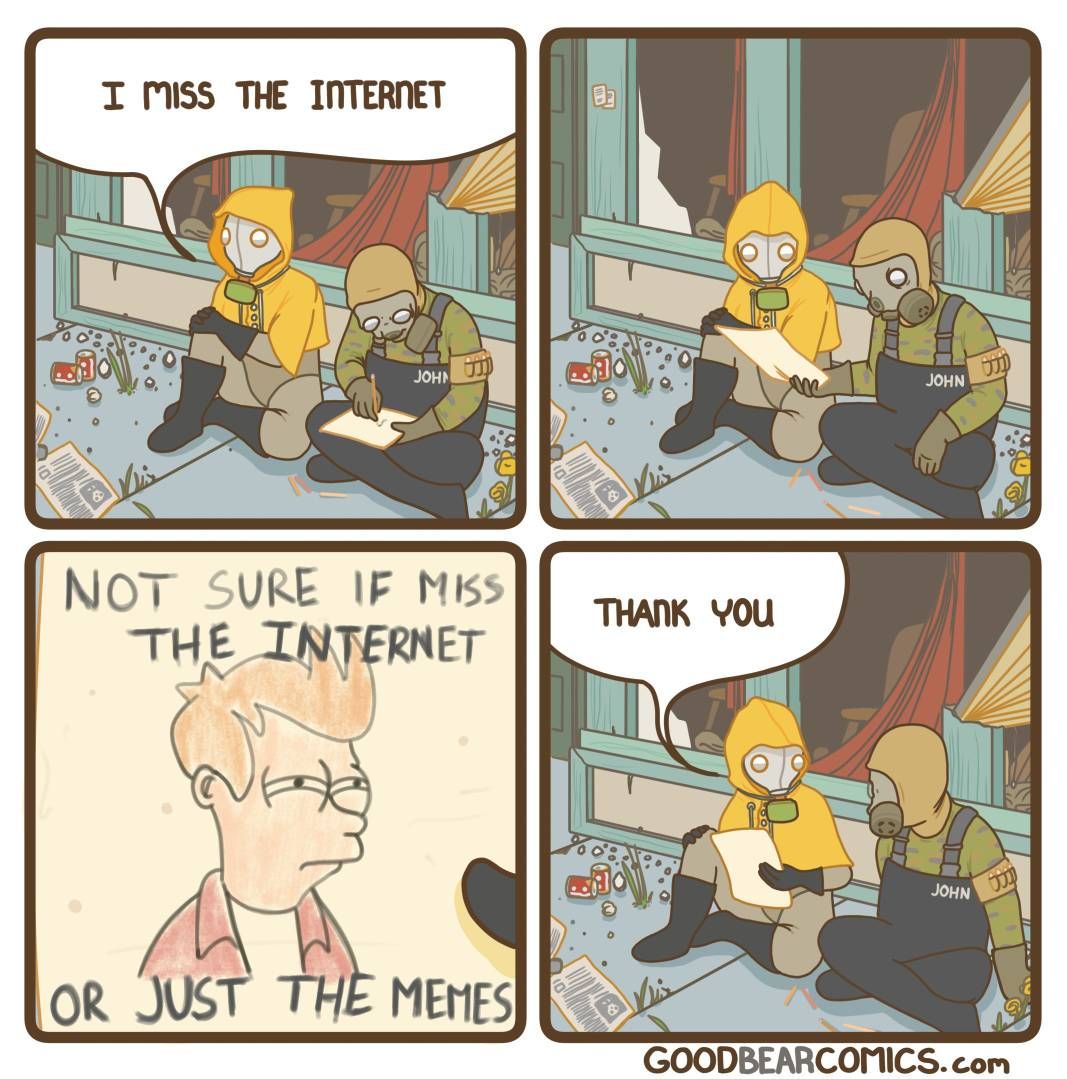 I MISS THE INTERNET
JOHN
JOHN
NOT SURE IF MISS
THE INTERNET
OR JUST THE MEMES
THANK YOU
JOHN
GOODBEARCOMICS.com